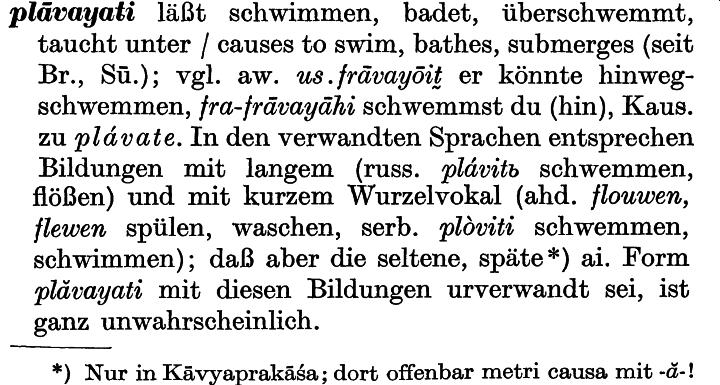 plāvayati läßt schwimmen, badet, überschwemmt,
taucht unter / causes to swim, bathes, submerges (seit
Br., Sū.); vgl. aw. us.frāvayōit̰ er könnte hinweg-
schwemmen, fra-frāvayāhi schwemmst du (hin), Kaus.
zu plávate. In den verwandten Sprachen entsprechen
Bildungen mit langem (russ. plávitь schwemmen,
flößen) und mit kurzem Wurzelvokal (ahd. flouwen,
flewen spülen, waschen, serb. plòviti schwemmen,
schwimmen); daß aber die seltene, späte*) ai. Form
plăvayati mit diesen Bildungen urverwandt sei, ist
ganz unwahrscheinlich.
*) Nur in Kāvyaprakāśa; dort offenbar metri causa mit -ă-!